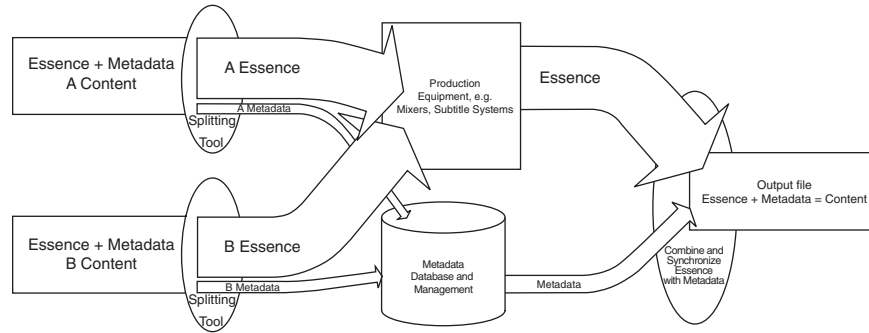 Essence + Metadata
A Content
A Essence
A Metadata
Splitting
Tool
Production
Equipment, e.g.
Mixers, Subtitle Systems
Essence
Output file
Essence + Metadata = Content
Essence + Metadata
B Content
B Essence
B Metadata
Splitting
Tool
Metadata
Database and
Management
Metadata
Combine and
Synchronize
Essence
with Metadata